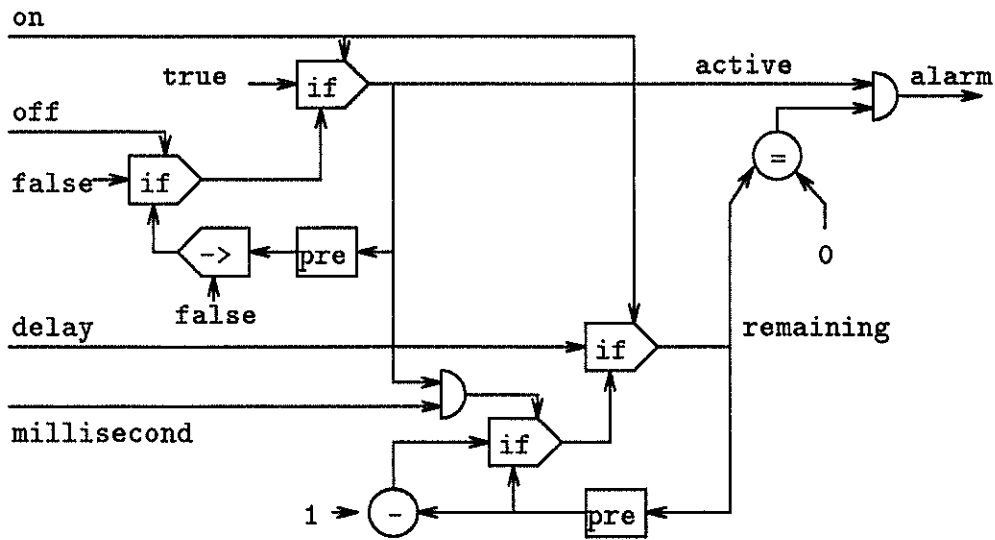 on
true
if
active
alarm
off
false
if
=
->
pre
0
false
delay
if
remaining
millisecond
if
1
-
pre